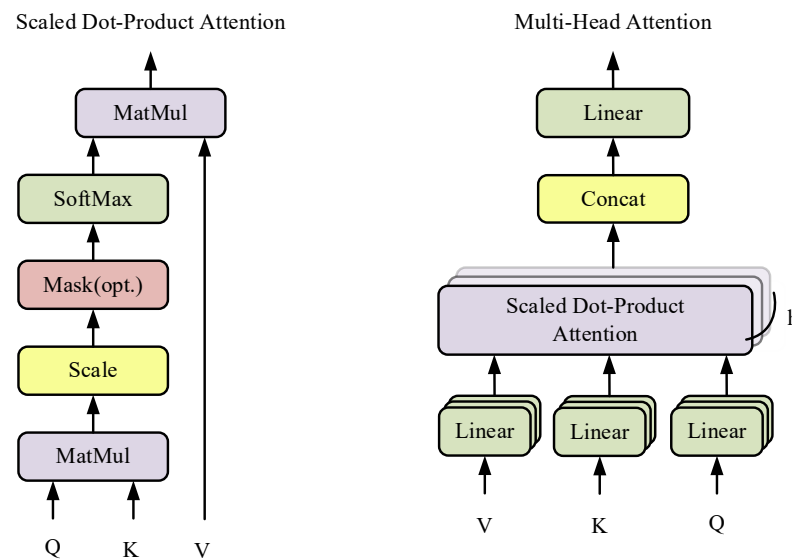 Scaled Dot-Product Attention
MatMul
SoftMax
Mask(opt.)
Scale
MatMul
Q
K
V
Multi-Head Attention
Linear
Concat
Scaled Dot-Product
Attention
Linear
Linear
Linear
V
K
Q